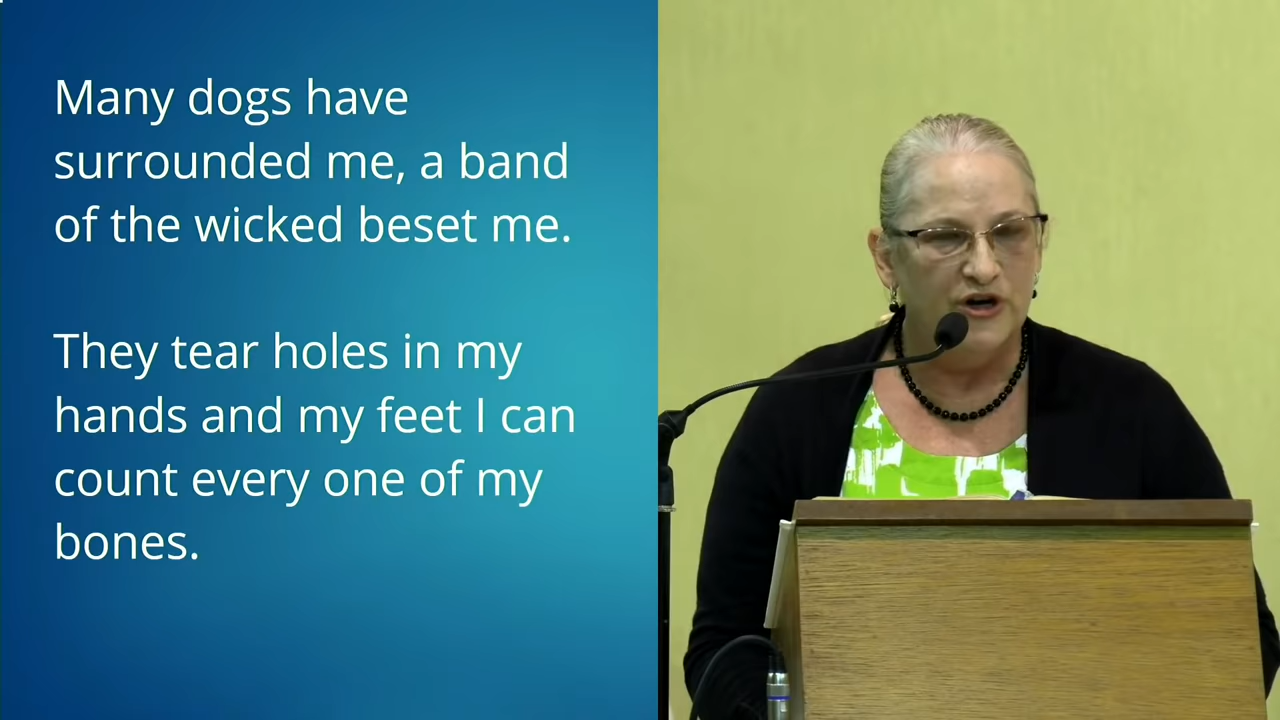 Many dogs have
surrounded me, a band
of the wicked beset me.
They tear holes in my
hands and my feet I can
count every one of my
bones.